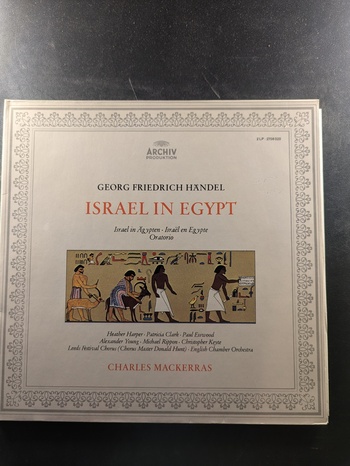 ARCHIV
PRODUKTION
GEORG FRIEDRICH HÄNDEL
ISRAEL IN EGYPT
Israel in Ägypten · Israël en Egypte
Oratorio
Heather Harper · Patricia Clark · Paul Esswood
Alexander Young · Michael Rippon · Christopher Keyte
Leeds Festival Chorus (Chorus Master Donald Hunt) · English Chamber Orchestra
CHARLES MACKERRAS